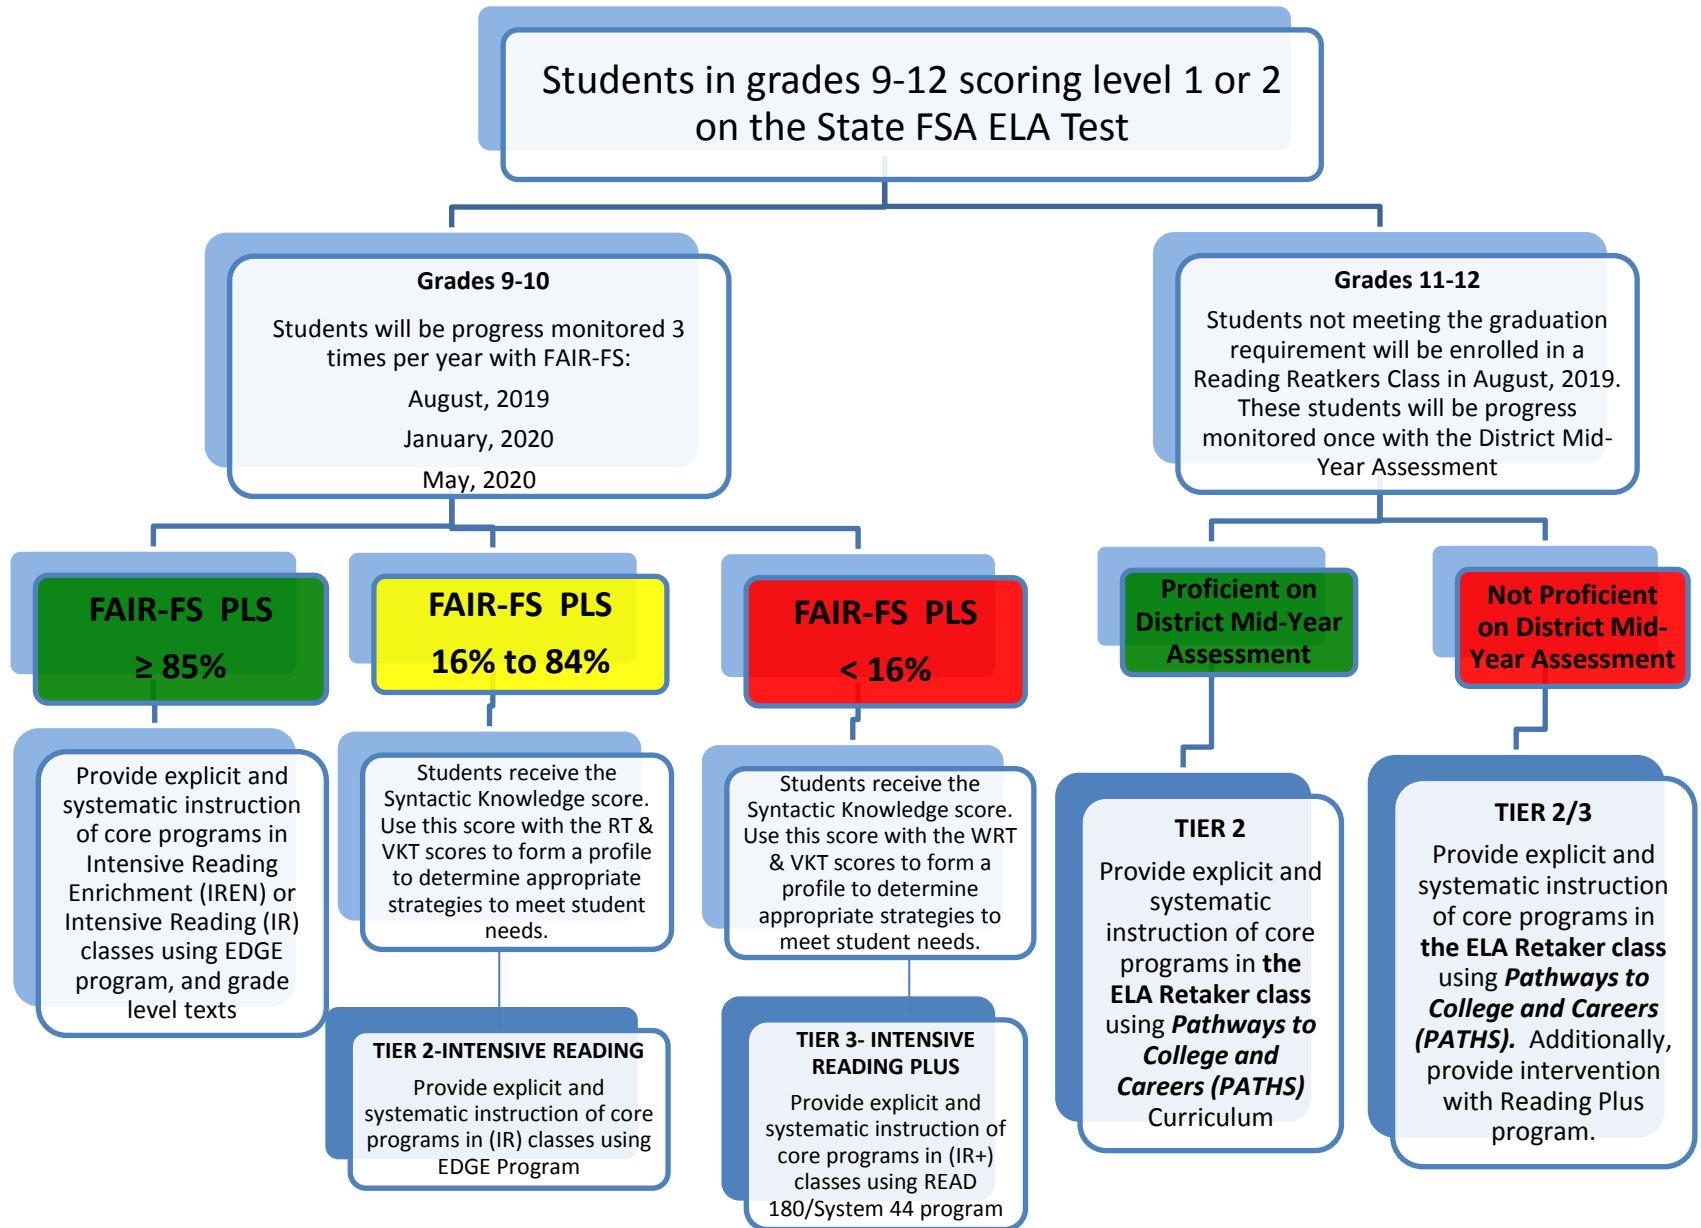 Students in grades 9-12 scoring level 1 or 2
on the State FSA ELA Test
Grades 9-10
Students will be progress monitored 3
times per year with FAIR-FS:
August, 2019
January, 2020
May, 2020
Grades 11-12
Students not meeting the graduation
requirement will be enrolled in a
Reading Reatkers Class in August, 2019.
These students will be progress
monitored once with the District Mid-
Year Assessment
FAIR-FS PLS
≥ 85%
FAIR-FS PLS
16% to 84%
FAIR-FS PLS
< 16%
Proficient on
District Mid-Year
Assessment
Not Proficient
on District Mid-
Year Assessment
Provide explicit and
systematic instruction
of core programs in
Intensive Reading
Enrichment (IREN) or
Intensive Reading (IR)
classes using EDGE
program, and grade
level texts
Students receive the
Syntactic Knowledge score.
Use this score with the RT &
VKT scores to form a profile
to determine appropriate
strategies to meet student
needs.
Students receive the
Syntactic Knowledge score.
Use this score with the WRT
& VKT scores to form a
profile to determine
appropriate strategies to
meet student needs.
TIER 2
Provide explicit and
systematic
instruction of core
programs in the
ELA Retaker class
using Pathways to
College and
Careers (PATHS)
Curriculum
TIER 2/3
Provide explicit and
systematic instruction
of core programs in
the ELA Retaker class
using Pathways to
College and Careers
(PATHS). Additionally,
provide intervention
with Reading Plus
program.
TIER 2-INTENSIVE READING
Provide explicit and
systematic instruction of core
programs in (IR) classes using
EDGE Program
TIER 3- INTENSIVE
READING PLUS
Provide explicit and
systematic instruction of
core programs in (IR+)
classes using READ
180/System 44 program